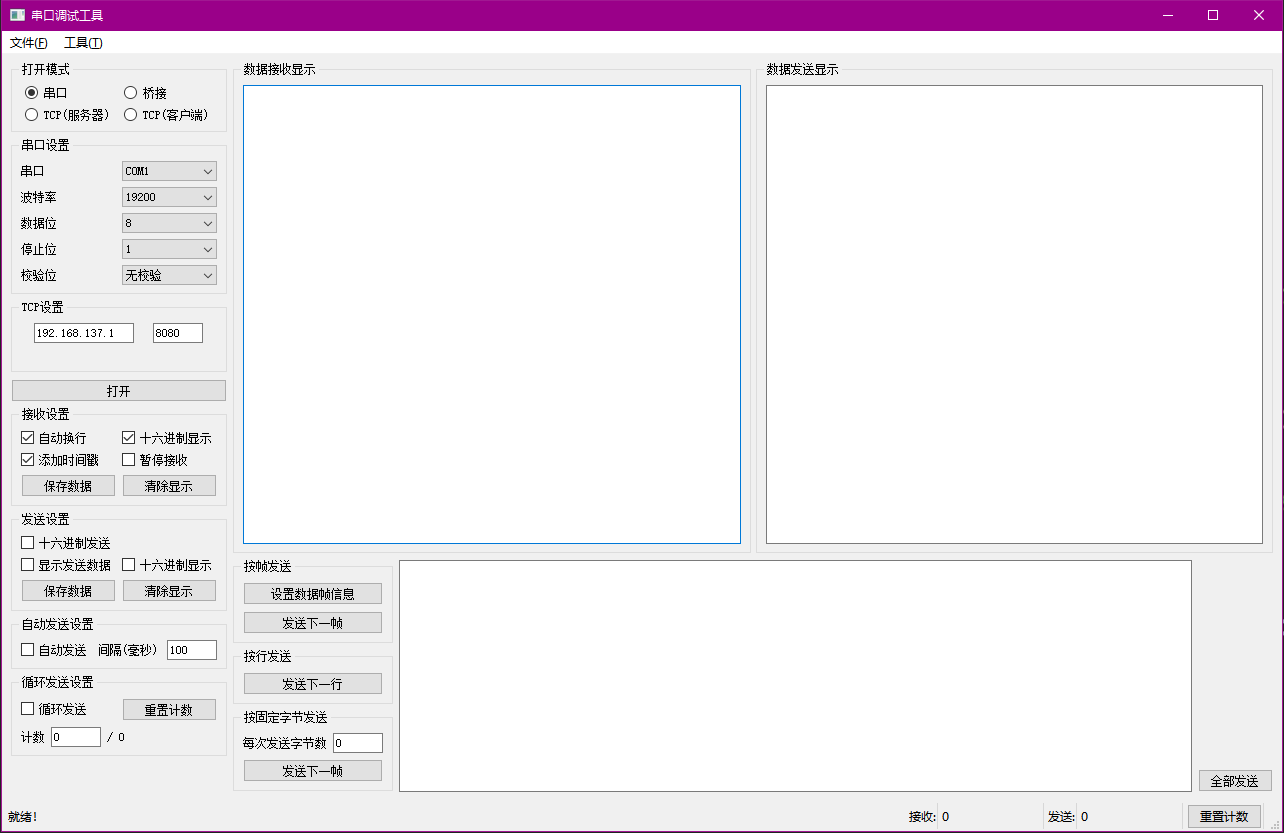 串口调试工具
文件(F) 工具(T)
打开模式
串口 桥接
TCP(服务器) TCP(客户端)
串口设置
串口 COM1
波特率 19200
数据位 8
停止位 1
校验位 无校验
TCP设置
192.168.137.1 8080
打开
接收设置
自动换行 十六进制显示
添加时间戳 暂停接收
保存数据 清除显示
发送设置
十六进制发送
显示发送数据 十六进制显示
保存数据 清除显示
自动发送设置
自动发送 间隔(毫秒) 100
循环发送设置
循环发送 重置计数
计数 0 / 0
数据接收显示
数据发送显示
按帧发送
设置数据帧信息
发送下一帧
按行发送
发送下一行
按固定字节发送
每次发送字节数 0
发送下一帧
全部发送
就绪! 接收: 0 发送: 0 重置计数